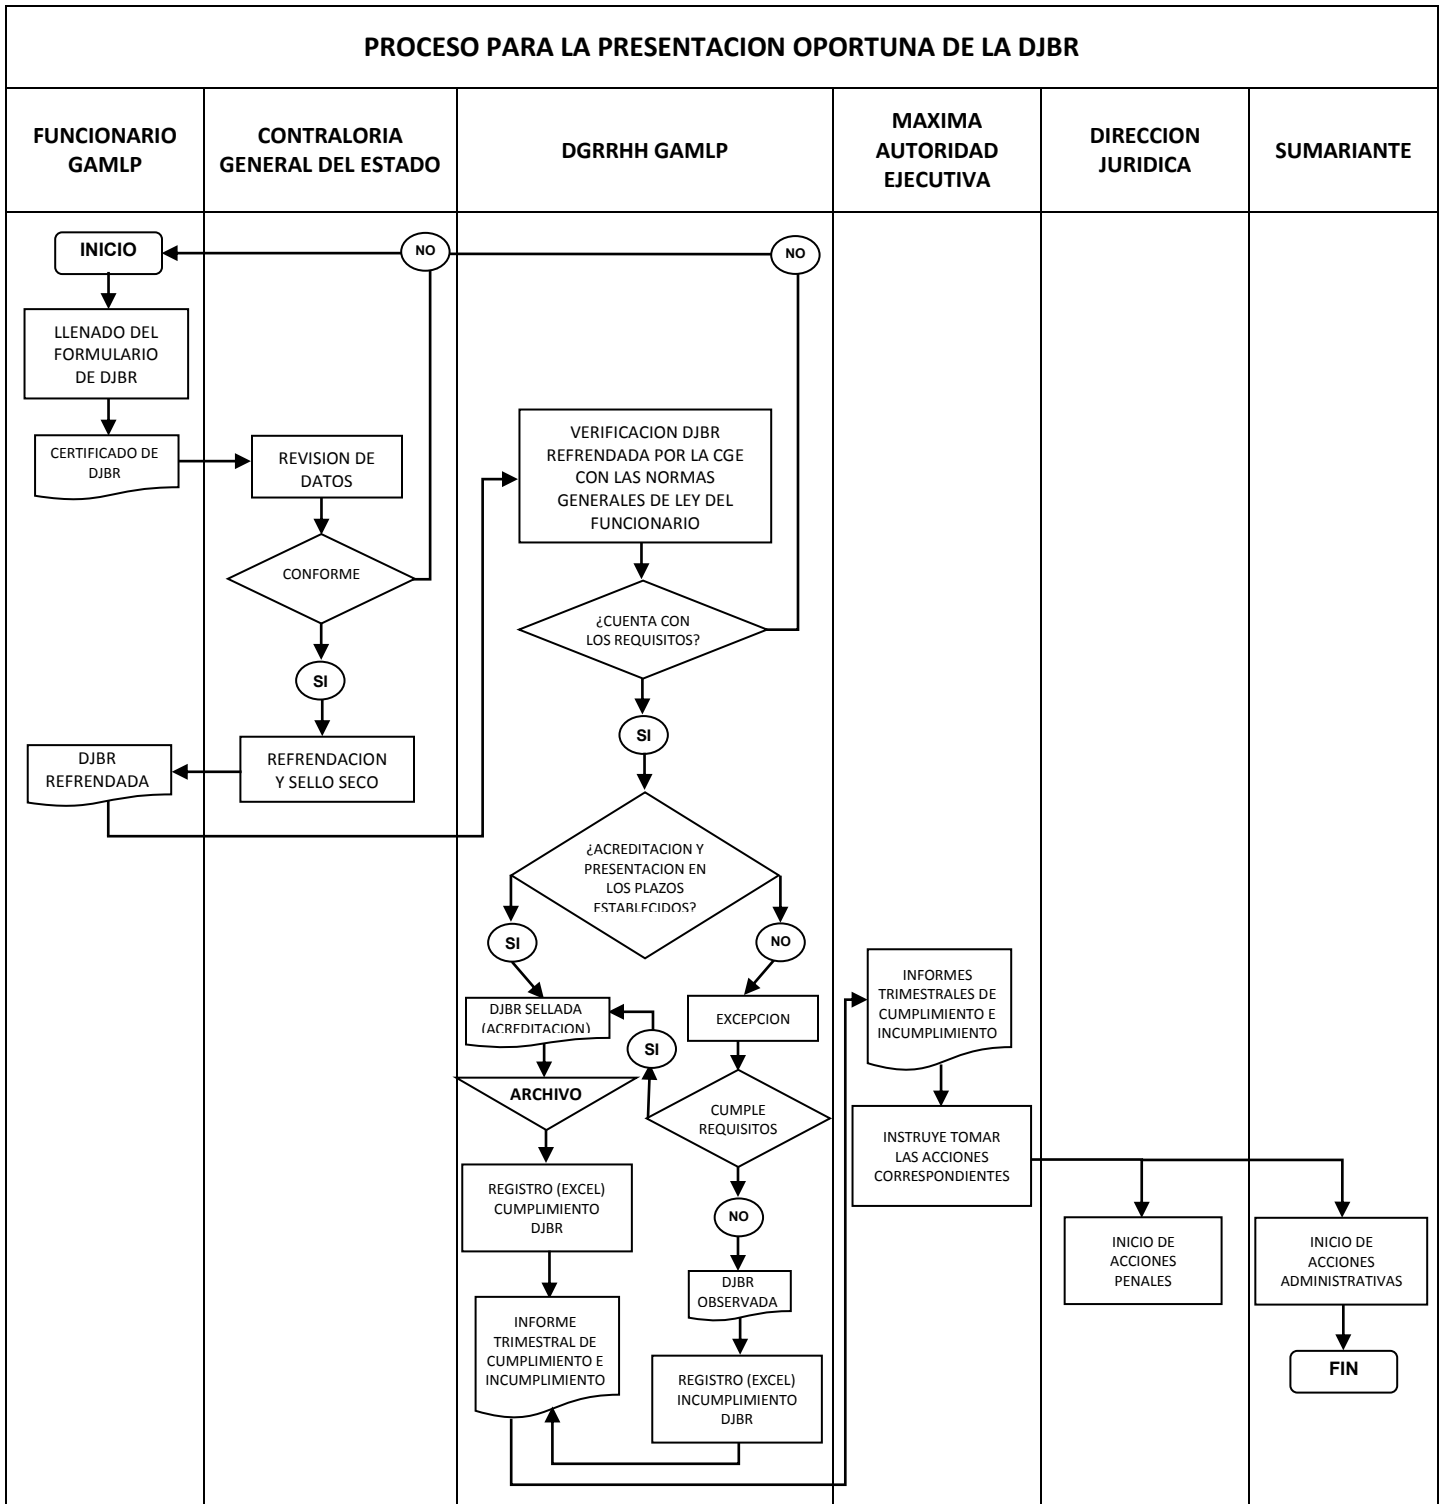 PROCESO PARA LA PRESENTACION OPORTUNA DE LA DJBR
FUNCIONARIO
GAMLP
CONTRALORIA
GENERAL DEL ESTADO
DGRRHH GAMLP
MAXIMA
AUTORIDAD
EJECUTIVA
DIRECCION
JURIDICA
SUMARIANTE
INICIO
NO
NO
LLENADO DEL
FORMULARIO
DE DJBR
CERTIFICADO DE
DJBR
REVISION DE
DATOS
CONFORME
SI
REFRENDACION
Y SELLO SECO
DJBR
REFRENDADA
VERIFICACION DJBR
REFRENDADA POR LA CGE
CON LAS NORMAS
GENERALES DE LEY DEL
FUNCIONARIO
¿CUENTA CON
LOS REQUISITOS?
SI
¿ACREDITACION Y
PRESENTACION EN
LOS PLAZOS
ESTABLECIDOS?
SI
NO
DJBR SELLADA
(ACREDITACION)
EXCEPCION
SI
ARCHIVO
CUMPLE
REQUISITOS
REGISTRO (EXCEL)
CUMPLIMIENTO
DJBR
NO
DJBR
OBSERVADA
INFORME
TRIMESTRAL DE
CUMPLIMIENTO E
INCUMPLIMIENTO
REGISTRO (EXCEL)
INCUMPLIMIENTO
DJBR
INFORMES
TRIMESTRALES DE
CUMPLIMIENTO E
INCUMPLIMIENTO
INSTRUYE TOMAR
LAS ACCIONES
CORRESPONDIENTES
INICIO DE
ACCIONES
PENALES
INICIO DE
ACCIONES
ADMINISTRATIVAS
FIN